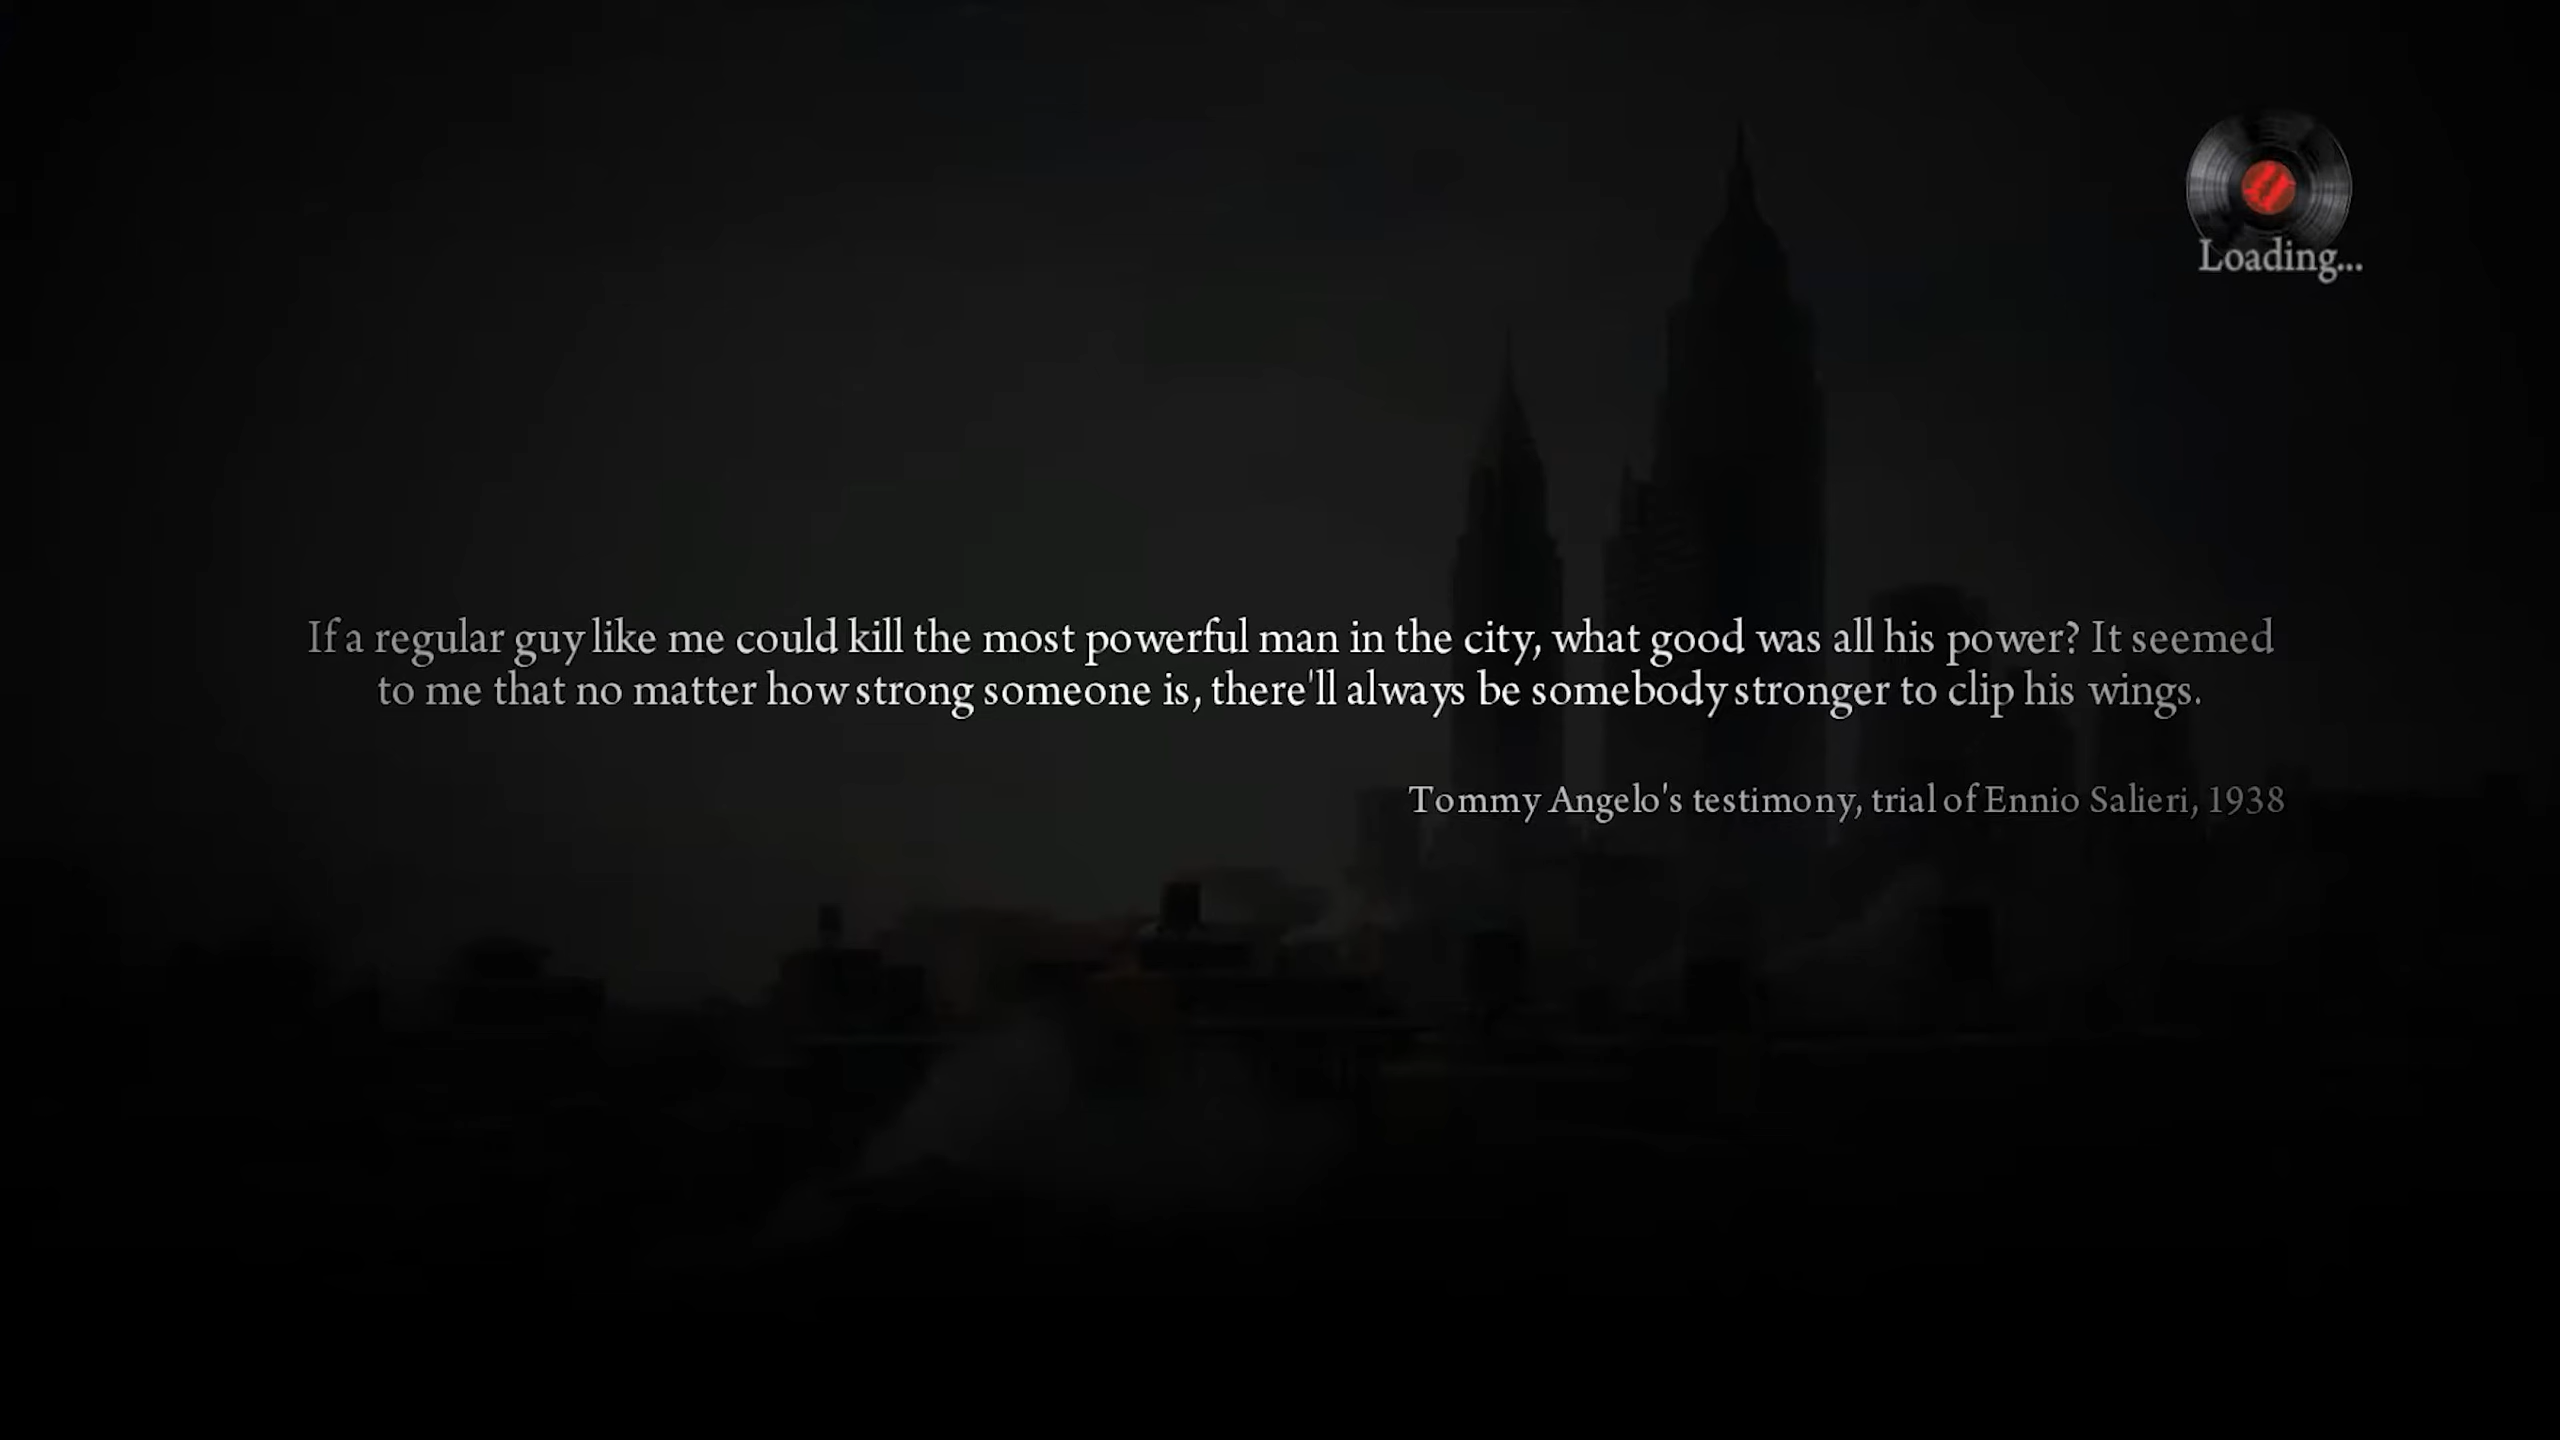 Loading...
If a regular guy like me could kill the most powerful man in the city, what good was all his power? It seemed
to me that no matter how strong someone is, there'll always be somebody stronger to clip his wings.
Tommy Angelo's testimony, trial of Ennio Salieri, 1938